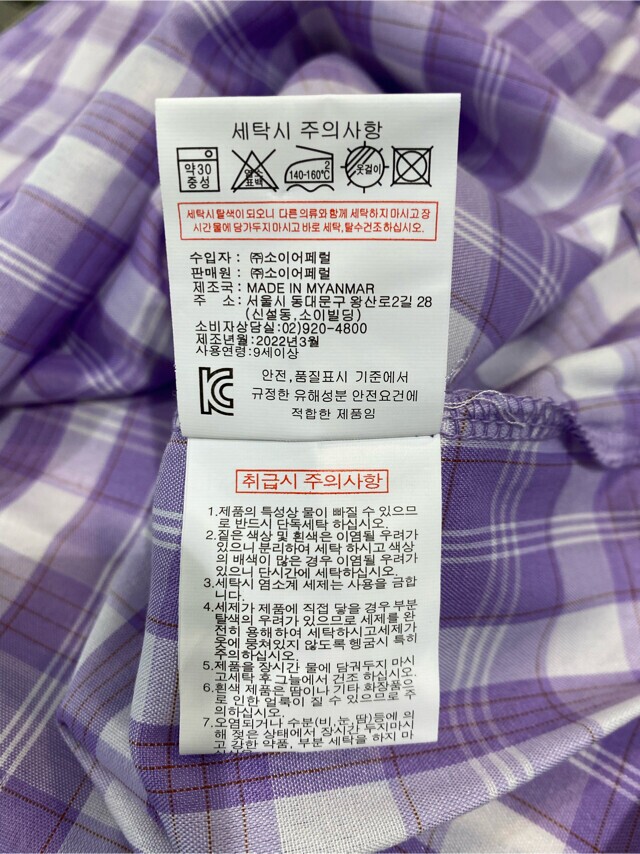 세탁시 주의사항
약30
중성
염소
표백
2
140-160℃
옷걸이
세탁시 탈색이 되오니 다른 의류와 함께 세탁하지 마시고 장
시간 물에 담가두지 마시고 바로 세탁, 탈수건조 하십시오.
수입자 : ㈜소이어페럴
판매원 : ㈜소이어페럴
제조국 : MADE IN MYANMAR
주 소 : 서울시 동대문구 왕산로2길 28
(신설동,소이빌딩)
소비자상담실:02)920-4800
제조년월:2022년3월
사용연령:9세이상
안전,품질표시 기준에서
규정한 유해성분 안전요건에
적합한 제품임
취급시 주의사항
1.제품의 특성상 물이 빠질 수 있으므
로 반드시 단독세탁 하십시오.
2.짙은 색상 및 흰색은 이염될 우려가
있으니 분리하여 세탁 하시고 색상
의 배색이 많은 경우 이염될 우려가
있으니 단시간에 세탁하십시오.
3.세탁시 염소계 세제는 사용을 금합
니다.
4.세제가 제품에 직접 닿을 경우 부분
탈색의 우려가 있으므로 세제를 완
전히 용해하여 세탁하시고세제가
옷에 뭉쳐있지 않도록 헹굼시 특히
주의하십시오.
5.제품을 장시간 물에 담궈두지 마시
고세탁 후 그늘에서 건조 하십시오.
6.흰색 제품은 땀이나 기타 화장품으
로 인한 얼룩이 질 수 있으므로 주
의하십시오.
7.오염되거나 수분(비,눈,땀)등에 의
해 젖은 상태에서 장시간 두지마시
고 강한 약품, 부분 세탁을 하지 마